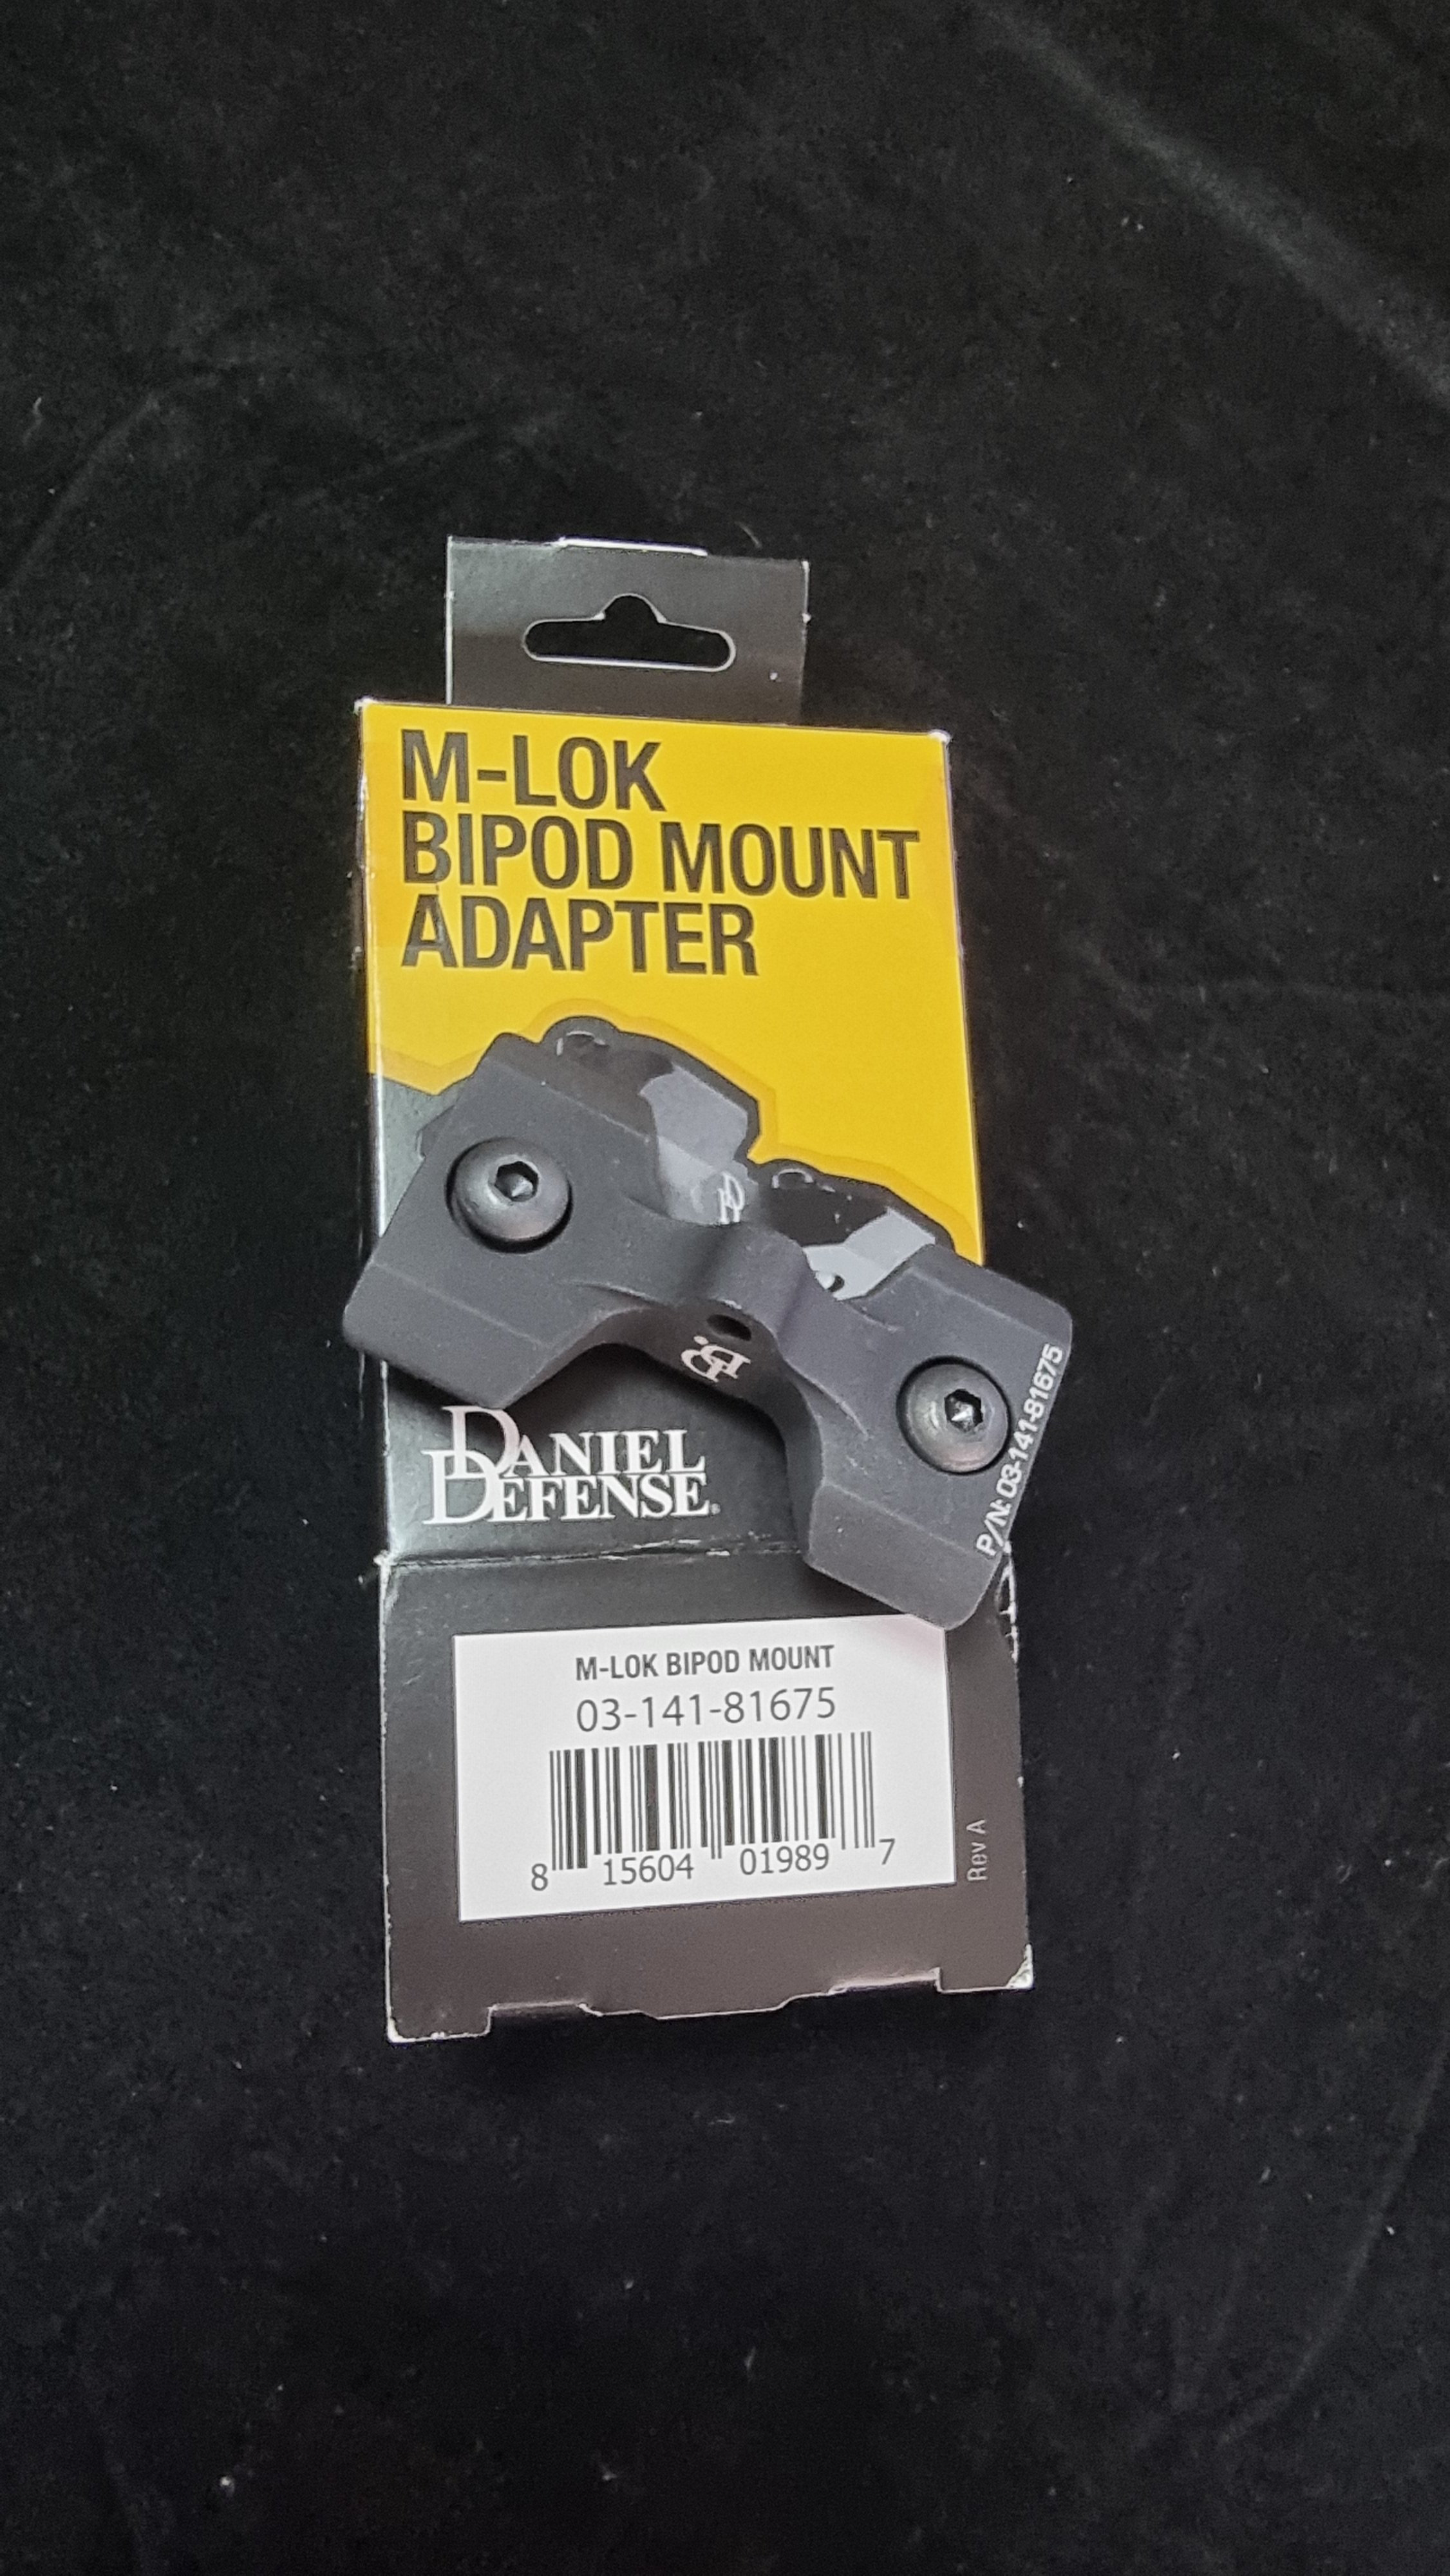 M-LOK
BIPOD MOUNT
ADAPTER
P/N: 03-141-81675
DANIEL
DEFENSE®
M-LOK BIPOD MOUNT
03-141-81675
8 15604 01989 7
Rev A